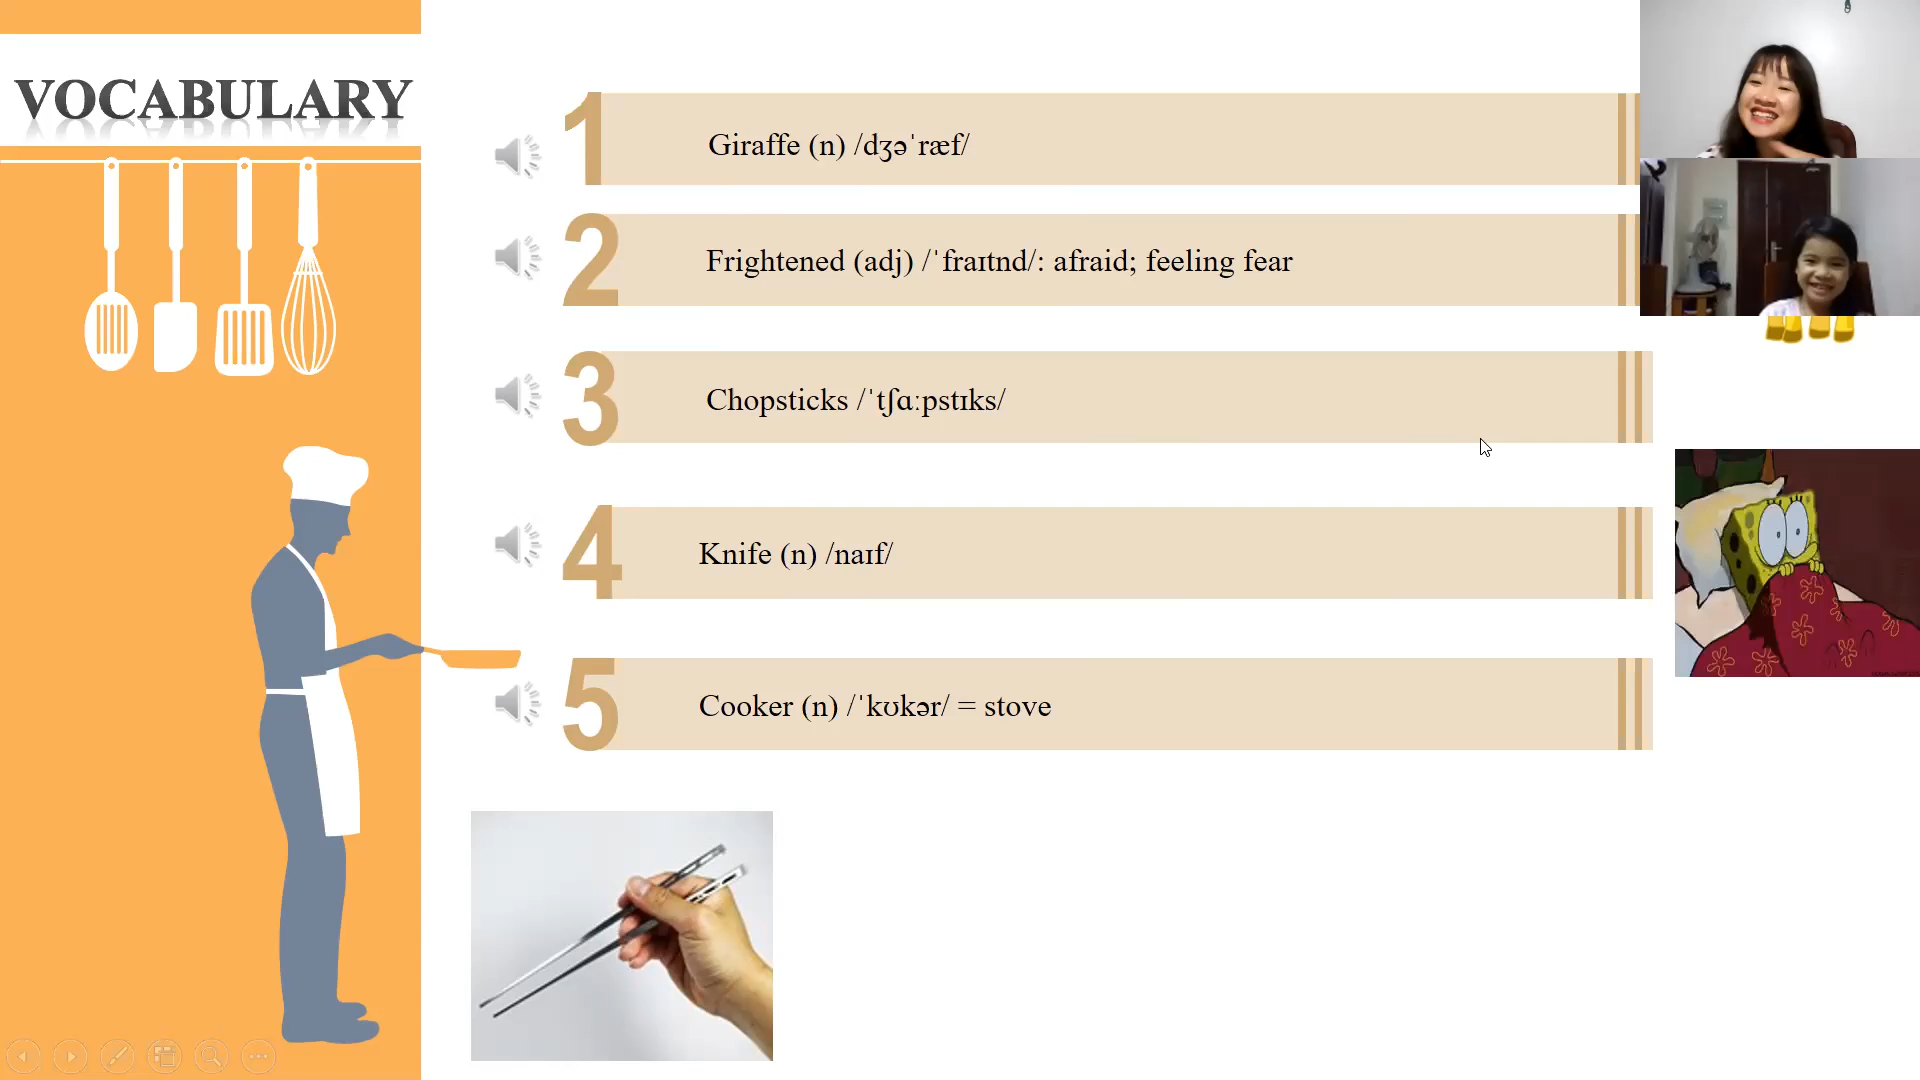 VOCABULARY
1
Giraffe (n) /dʒəˈræf/
2
Frightened (adj) /ˈfraɪtnd/: afraid; feeling fear
3
Chopsticks /ˈtʃɑːpstɪks/
4
Knife (n) /naɪf/
5
Cooker (n) /ˈkʊkər/ = stove